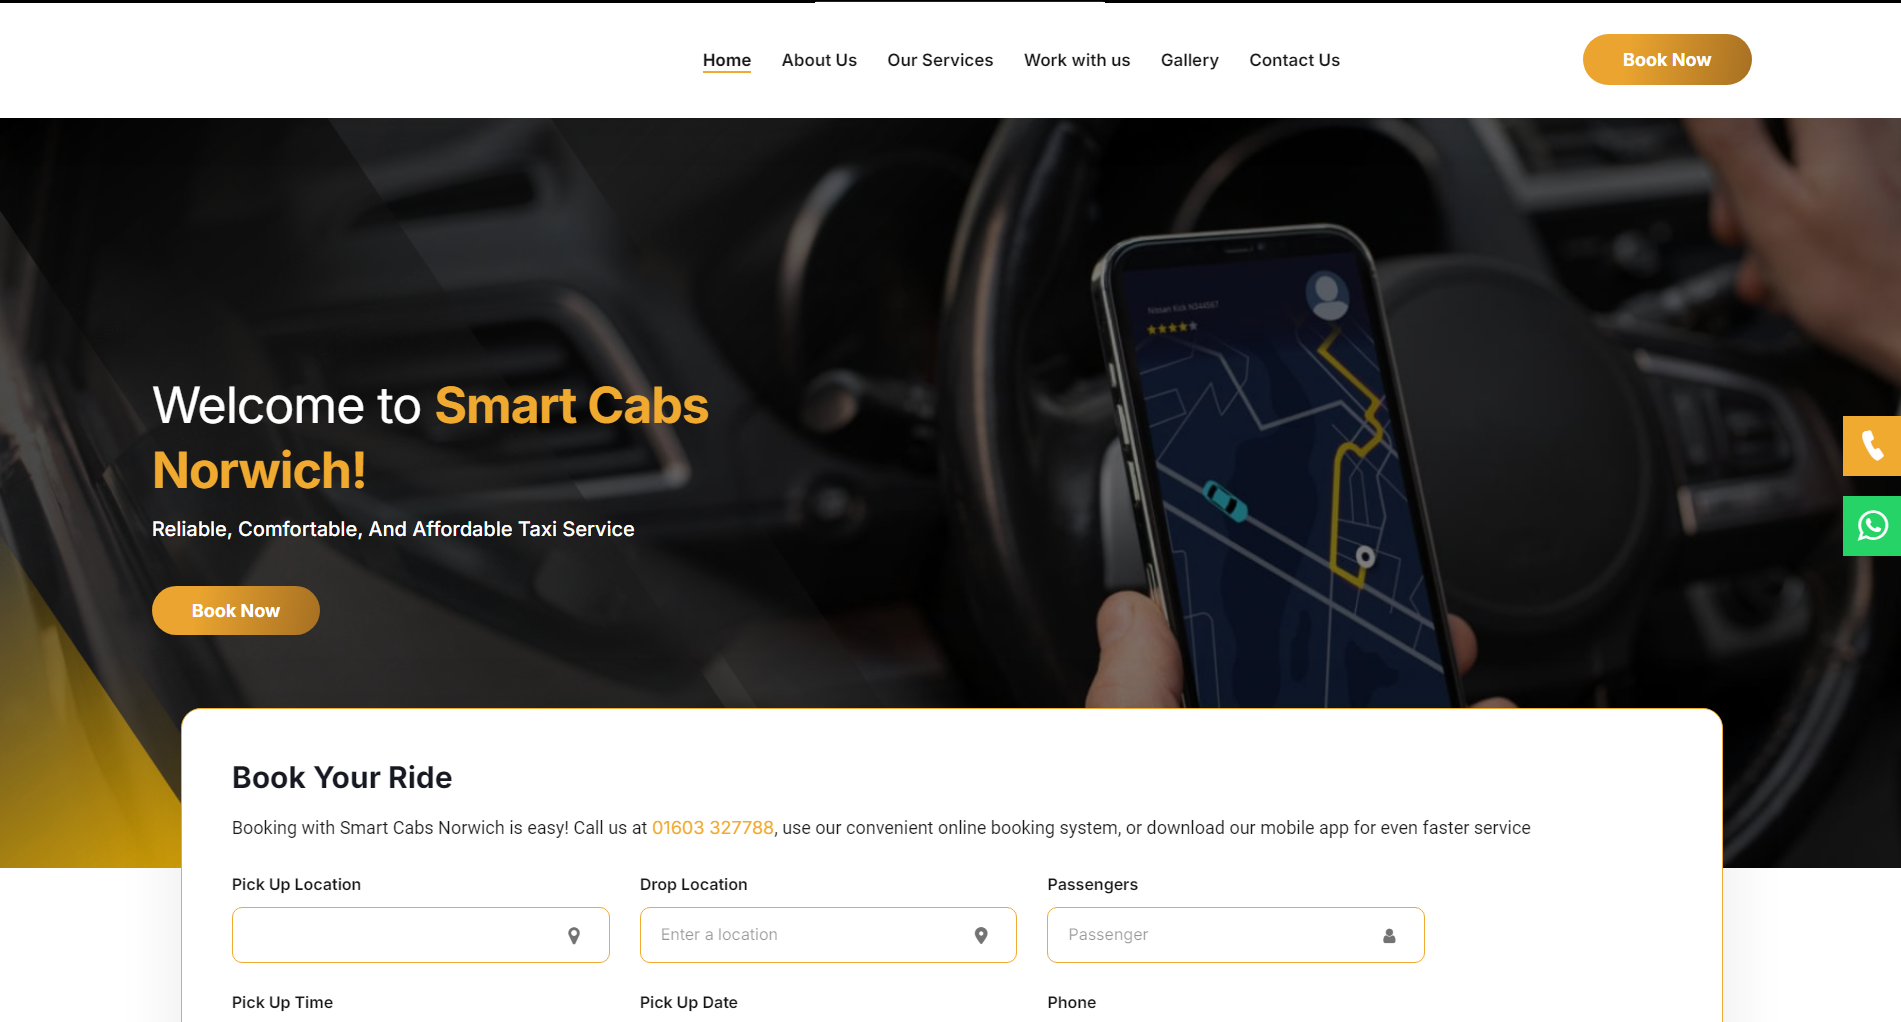 Home About Us Our Services Work with us Gallery Contact Us Book Now
Nissan Kick N344567
Welcome to Smart Cabs
Norwich!
Reliable, Comfortable, And Affordable Taxi Service
Book Now
Book Your Ride
Booking with Smart Cabs Norwich is easy! Call us at 01603 327788, use our convenient online booking system, or download our mobile app for even faster service
Pick Up Location Drop Location Passengers
Enter a location Passenger
Pick Up Time Pick Up Date Phone